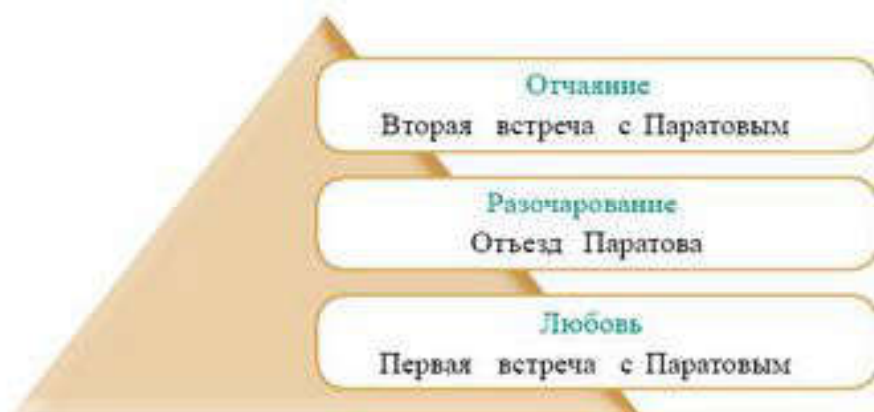 Отчаяние
Вторая встреча с Паратовым
Разочарование
Отъезд Паратова
Любовь
Первая встреча с Паратовым